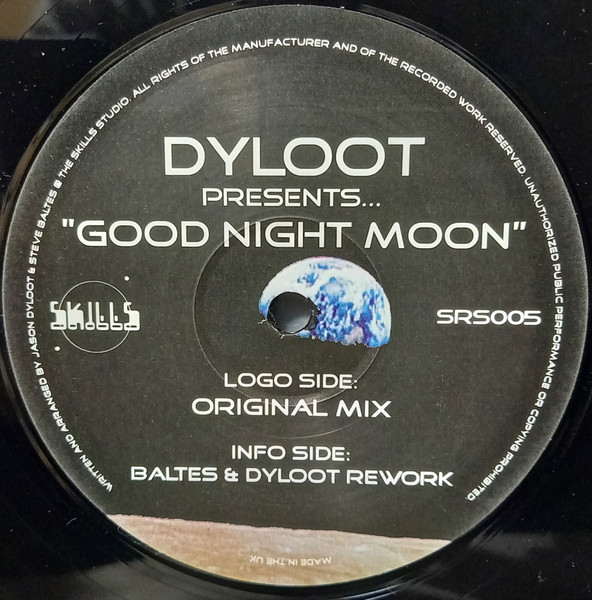 DYLOOT
PRESENTS...
"GOOD NIGHT MOON"
SKILLS
SRS005
LOGO SIDE:
ORIGINAL MIX
INFO SIDE:
BALTES & DYLOOT REWORK
WRITTEN AND ARRANGED BY JASON DYLOOT & STEVE BALTES @ THE SKILLS STUDIO. ALL RIGHTS OF THE MANUFACTURER AND OF THE RECORDED WORK RESERVED. UNAUTHORIZED PUBLIC PERFORMANCE OR COPYING PROHIBITED.
MADE IN THE UK